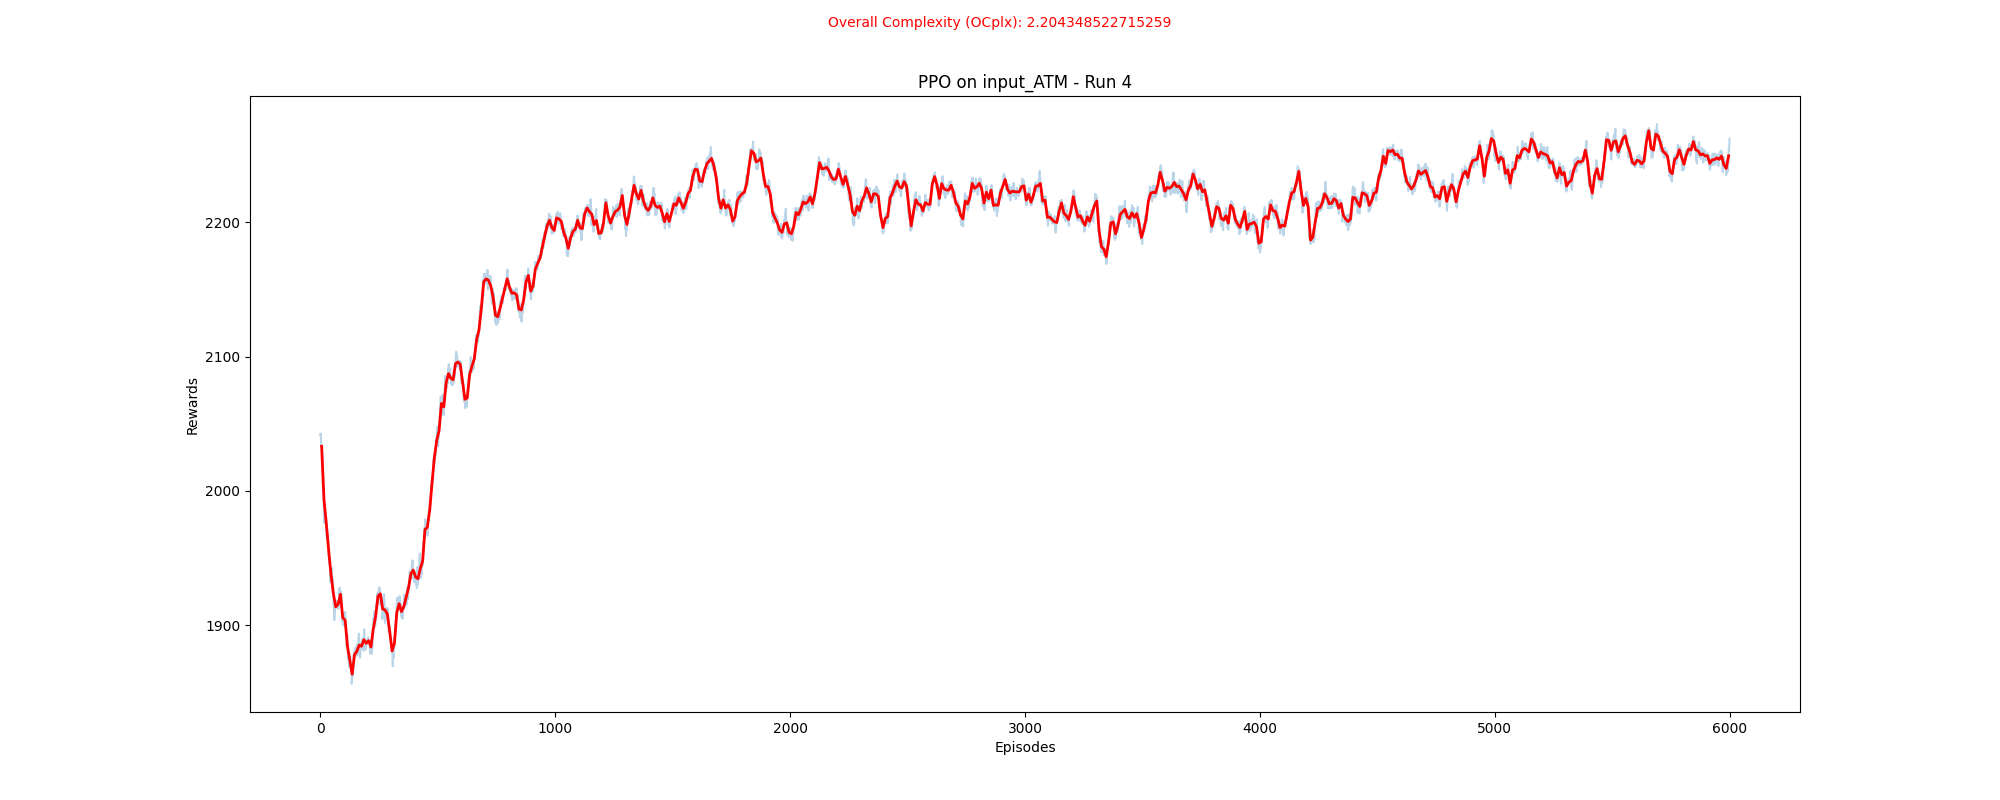 Overall Complexity (OCplx): 2.204348522715259
PPO on input_ATM - Run 4
2200
2100
2000
1900
Rewards
0 1000 2000 3000 4000 5000 6000
Episodes